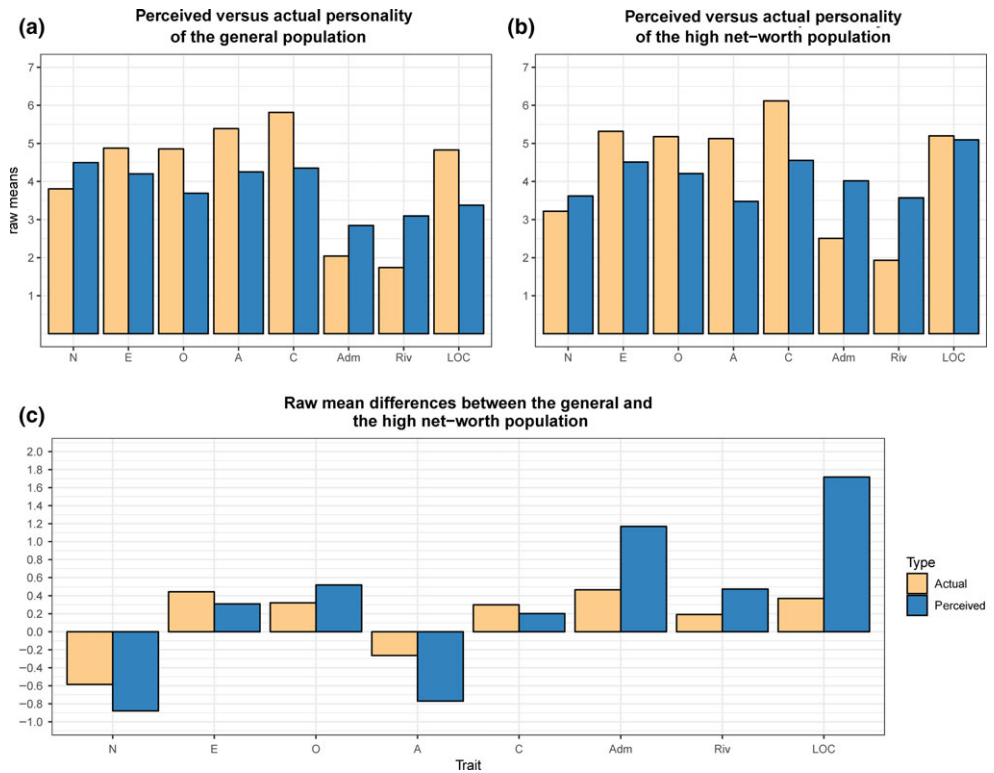 (a)
Perceived versus actual personality
of the general population
7
6
5
4
3
2
1
raw means
N E O A C Adm Riv LOC
(b)
Perceived versus actual personality
of the high net−worth population
7
6
5
4
3
2
1
N E O A C Adm Riv LOC
(c)
Raw mean differences between the general and
the high net−worth population
2.0
1.8
1.6
1.4
1.2
1.0
0.8
0.6
0.4
0.2
0.0
−0.2
−0.4
−0.6
−0.8
−1.0
N E O A C Adm Riv LOC
Trait
Type
Actual
Perceived